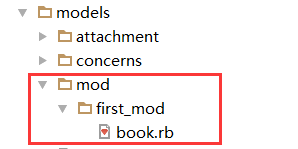 models
attachment
concerns
mod
first_mod
book.rb